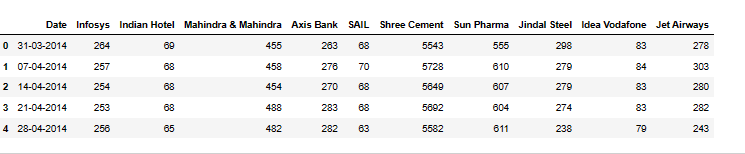 Date Infosys Indian Hotel Mahindra & Mahindra Axis Bank SAIL Shree Cement Sun Pharma Jindal Steel Idea Vodafone Jet Airways
0 31-03-2014 264 69 455 263 68 5543 555 298 83 278
1 07-04-2014 257 68 458 276 70 5728 610 279 84 303
2 14-04-2014 254 68 454 270 68 5649 607 279 83 280
3 21-04-2014 253 68 488 283 68 5692 604 274 83 282
4 28-04-2014 256 65 482 282 63 5582 611 238 79 243